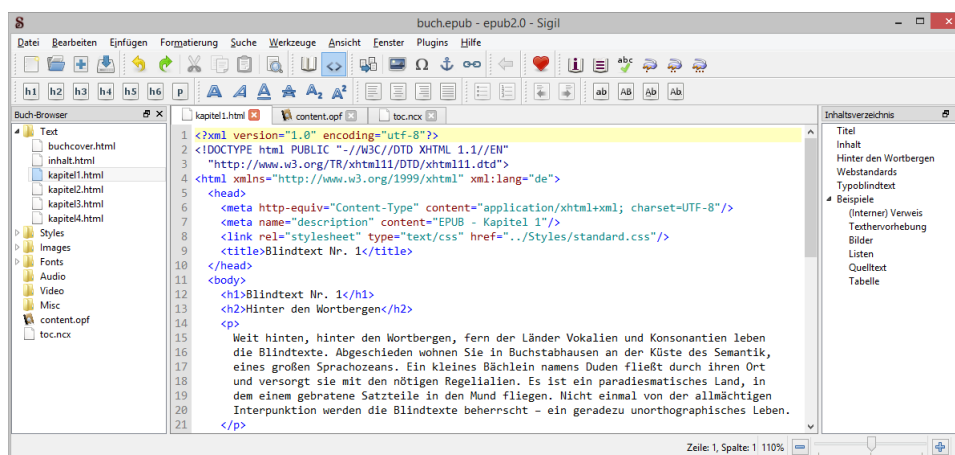 S
buch.epub - epub2.0 - Sigil
Datei Bearbeiten Einfügen Formatierung Suche Werkzeuge Ansicht Fenster Plugins Hilfe
h1 h2 h3 h4 h5 h6 p A A A A A₂ A² ab AB Ab Ab
Buch-Browser
Text
buchcover.html
inhalt.html
kapitel1.html
kapitel2.html
kapitel3.html
kapitel4.html
Styles
Images
Fonts
Audio
Video
Misc
content.opf
toc.ncx
kapitel1.html content.opf toc.ncx
1 <?xml version="1.0" encoding="utf-8"?>
2 <!DOCTYPE html PUBLIC "-//W3C//DTD XHTML 1.1//EN"
3 "http://www.w3.org/TR/xhtml11/DTD/xhtml11.dtd">
4 <html xmlns="http://www.w3.org/1999/xhtml" xml:lang="de">
5 <head>
6 <meta http-equiv="Content-Type" content="application/xhtml+xml; charset=UTF-8"/>
7 <meta name="description" content="EPUB - Kapitel 1"/>
8 <link rel="stylesheet" type="text/css" href="../Styles/standard.css"/>
9 <title>Blindtext Nr. 1</title>
10 </head>
11 <body>
12 <h1>Blindtext Nr. 1</h1>
13 <h2>Hinter den Wortbergen</h2>
14 <p>
15 Weit hinten, hinter den Wortbergen, fern der Länder Vokalien und Konsonantien leben
16 die Blindtexte. Abgeschieden wohnen Sie in Buchstabhausen an der Küste des Semantik,
17 eines großen Sprachozeans. Ein kleines Bächlein namens Duden fließt durch ihren Ort
18 und versorgt sie mit den nötigen Regelialien. Es ist ein paradiesmatisches Land, in
19 dem einem gebratene Satzteile in den Mund fliegen. Nicht einmal von der allmächtigen
20 Interpunktion werden die Blindtexte beherrscht – ein geradezu unorthographisches Leben.
21 </p>
Inhaltsverzeichnis
Titel
Inhalt
Hinter den Wortbergen
Webstandards
Typoblindtext
Beispiele
(Interner) Verweis
Texthervorhebung
Bilder
Listen
Quelltext
Tabelle
Zeile: 1, Spalte: 1 110%